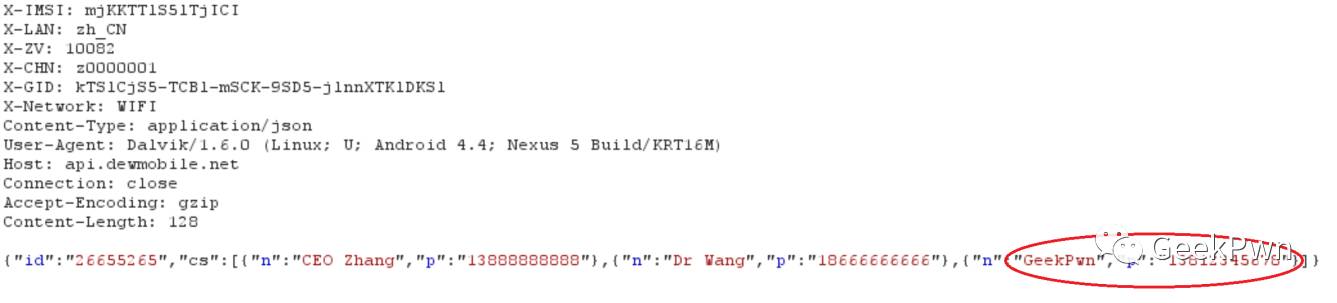 X-IMSI: mjKKTT1S51TjICI
X-LAN: zh_CN
X-ZV: 10082
X-CHN: z0000001
X-GID: kTS1CjS5-TCB1-mSCK-9SD5-j1nnXTK1DKS1
X-Network: WIFI
Content-Type: application/json
User-Agent: Dalvik/1.6.0 (Linux; U; Android 4.4; Nexus 5 Build/KRT16M)
Host: api.dewmobile.net
Connection: close
Accept-Encoding: gzip
Content-Length: 128
{"id":"26655265","cs":[{"n":"CEO Zhang","p":"13888888888"},{"n":"Dr Wang","p":"18666666666"},{"n":"GeekPwn","p":"13812345678"}]}
GeekPwn